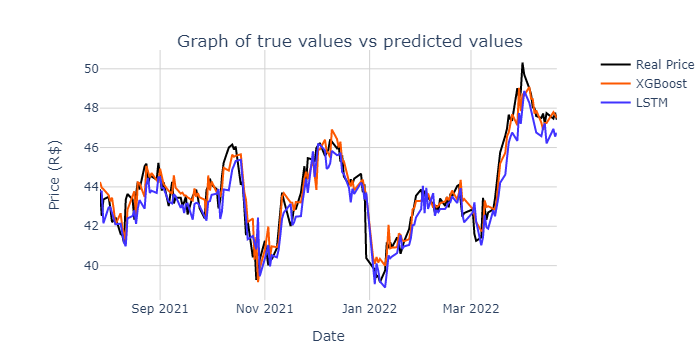 Graph of true values vs predicted values
Real Price
XGBoost
LSTM
Price (R$)
50
48
46
44
42
40
Sep 2021
Nov 2021
Jan 2022
Mar 2022
Date